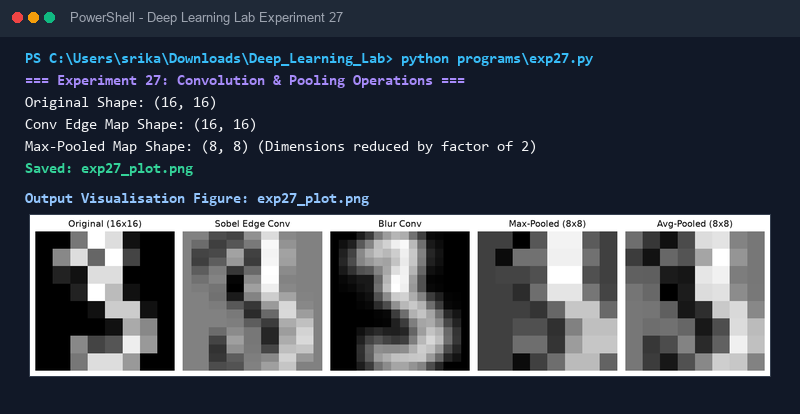 PowerShell - Deep Learning Lab Experiment 27
PS C:\Users\srika\Downloads\Deep_Learning_Lab> python programs\exp27.py
=== Experiment 27: Convolution & Pooling Operations ===
Original Shape: (16, 16)
Conv Edge Map Shape: (16, 16)
Max-Pooled Map Shape: (8, 8) (Dimensions reduced by factor of 2)
Saved: exp27_plot.png
Output Visualisation Figure: exp27_plot.png
Original (16x16) Sobel Edge Conv Blur Conv Max-Pooled (8x8) Avg-Pooled (8x8)